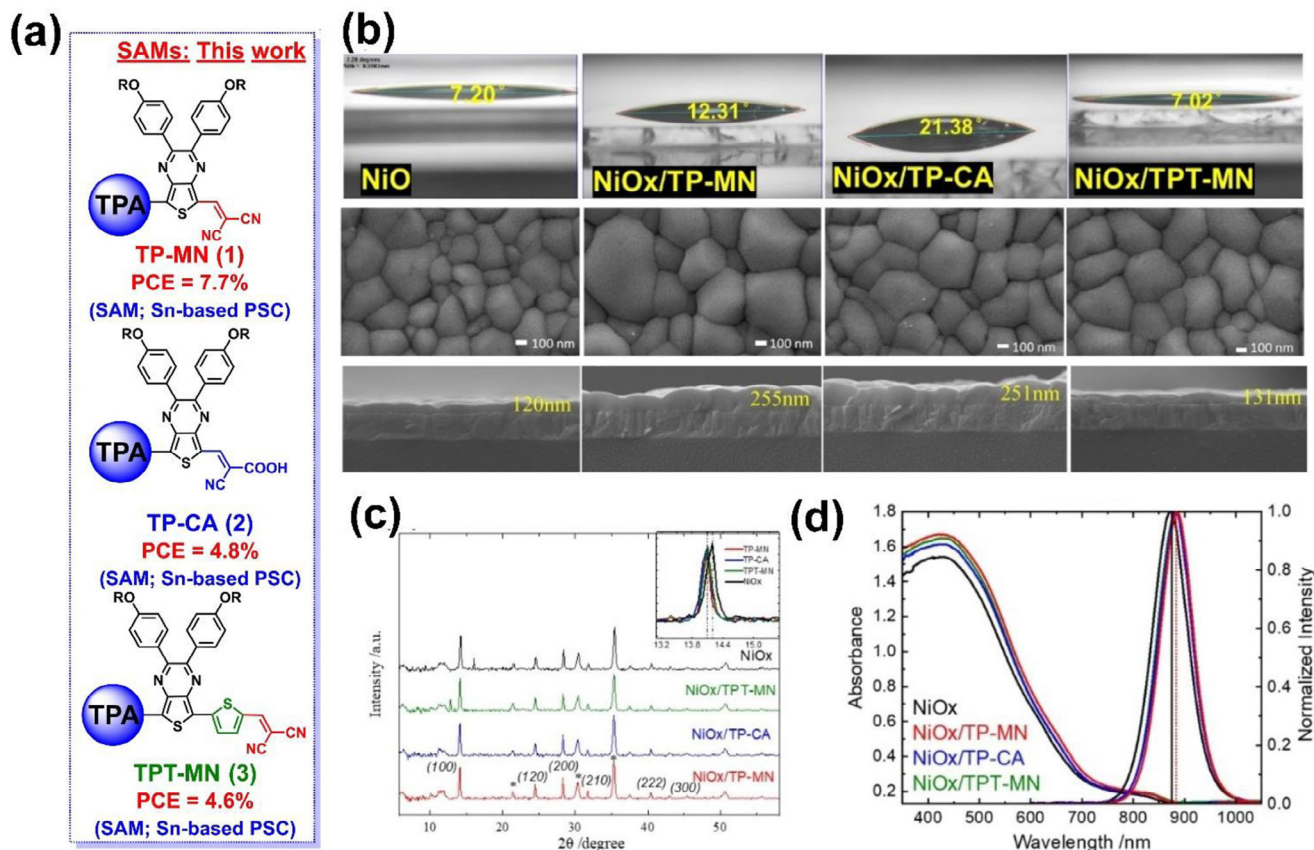 (a)
SAMs: This work
RO
OR
N
N
TPA
S
CN
NC
TP-MN (1)
PCE = 7.7%
(SAM; Sn-based PSC)
RO
OR
N
N
TPA
S
COOH
NC
TP-CA (2)
PCE = 4.8%
(SAM; Sn-based PSC)
RO
OR
N
N
TPA
S
S
CN
NC
TPT-MN (3)
PCE = 4.6%
(SAM; Sn-based PSC)
(b)
7.20 degrees
7.20°
12.31°
21.38°
7.02°
NiO
NiOx/TP-MN
NiOx/TP-CA
NiOx/TPT-MN
100 nm
100 nm
100 nm
100 nm
120nm
255nm
251nm
131nm
(c)
TP-MN
TP-CA
TPT-MN
NiOx
13.2 13.8 14.4 15.0
NiOx
NiOx/TPT-MN
NiOx/TP-CA
NiOx/TP-MN
(100) * (120) (200) * (210) * (222) (300)
Intensity /a.u.
10 20 30 40 50
2θ /degree
(d)
1.8
1.6
1.4
1.2
1.0
0.8
0.6
0.4
0.2
Absorbance
NiOx
NiOx/TP-MN
NiOx/TP-CA
NiOx/TPT-MN
1.0
0.8
0.6
0.4
0.2
0.0
Normalized Intensity
400 500 600 700 800 900 1000
Wavelength /nm